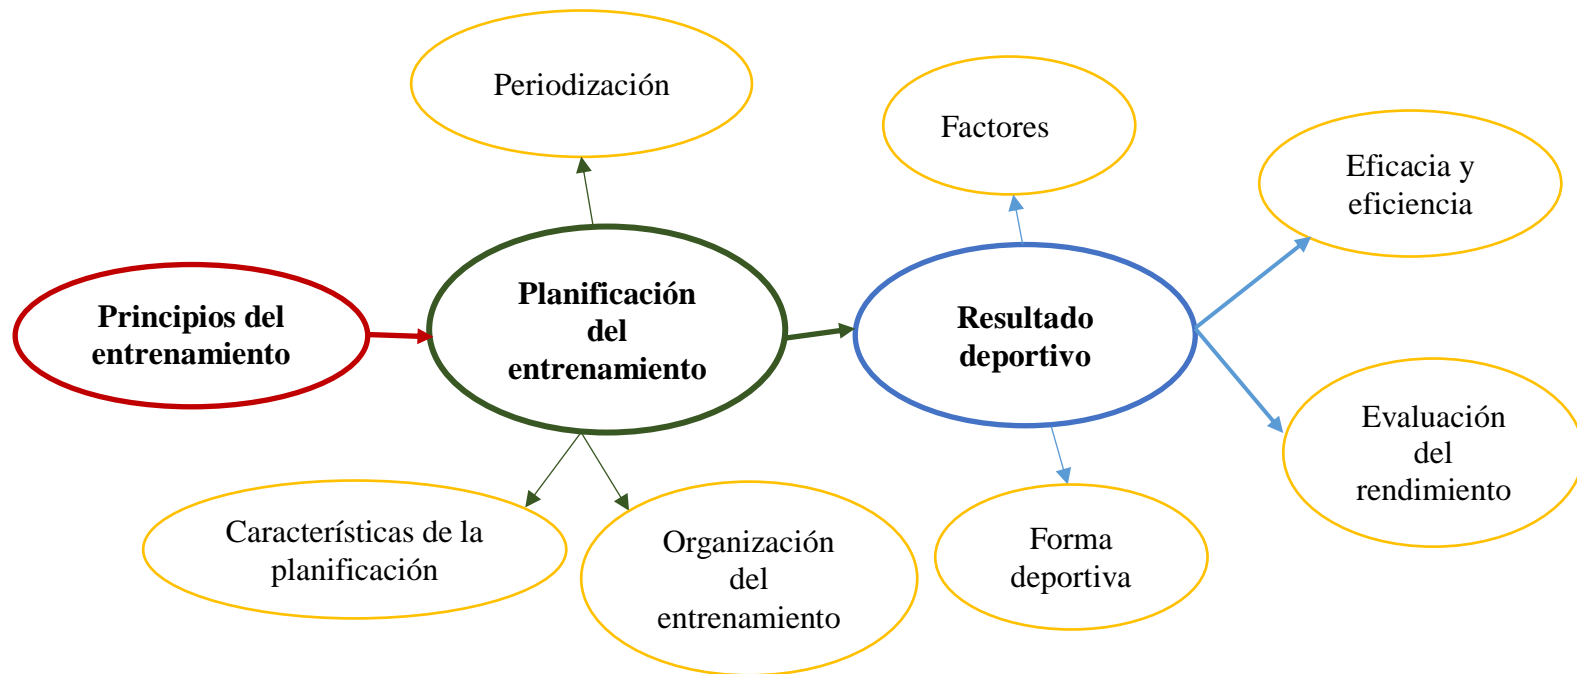 Periodización
Factores
Eficacia y
eficiencia
Principios del
entrenamiento
Planificación
del
entrenamiento
Resultado
deportivo
Evaluación
del
rendimiento
Características de la
planificación
Organización
del
entrenamiento
Forma
deportiva